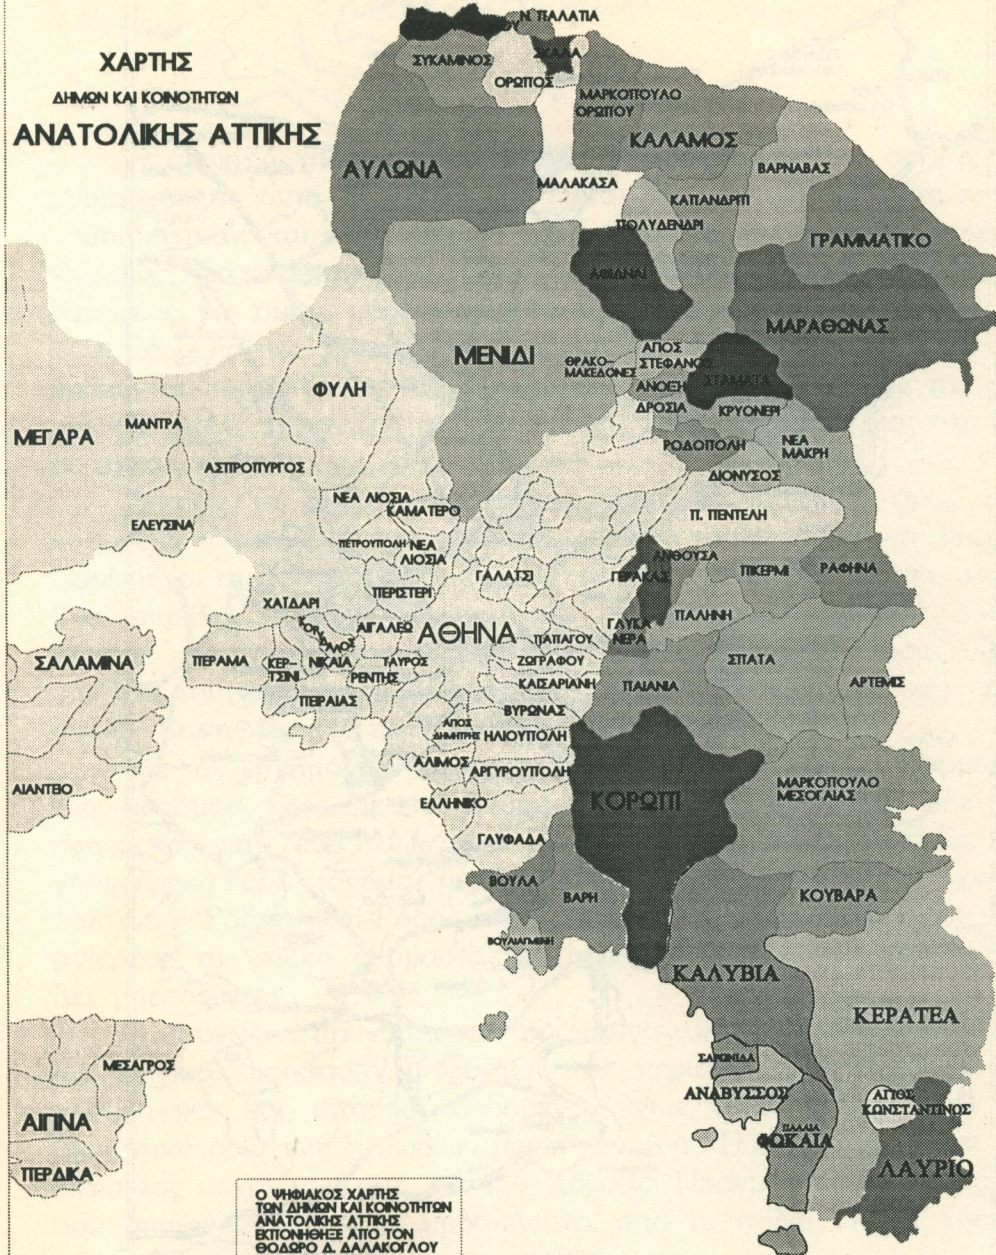 ΧΑΡΤΗΣ
ΔΗΜΩΝ ΚΑΙ ΚΟΙΝΟΤΗΤΩΝ
ΑΝΑΤΟΛΙΚΗΣ ΑΤΤΙΚΗΣ
Ν. ΠΑΛΑΤΙΑ
ΣΥΚΑΜΙΝΟΣ
ΣΚΑΛΑ
ΩΡΩΠΟΣ
ΜΑΡΚΟΠΟΥΛΟ
ΩΡΩΠΟΥ
ΚΑΛΑΜΟΣ
ΑΥΛΩΝΑ
ΒΑΡΝΑΒΑΣ
ΜΑΛΑΚΑΣΑ
ΚΑΠΑΝΔΡΙΤΙ
ΠΟΛΥΔΕΝΔΡΙ
ΓΡΑΜΜΑΤΙΚΟ
ΑΦΙΔΝΑΙ
ΜΑΡΑΘΩΝΑΣ
ΜΕΝΙΔΙ
ΘΡΑΚΟ-
ΜΑΚΕΔΟΝΕΣ
ΑΓΙΟΣ
ΣΤΕΦΑΝΟΣ
ΣΤΑΜΑΤΑ
ΑΝΟΙΞΗ
ΦΥΛΗ
ΔΡΟΣΙΑ
ΚΡΥΟΝΕΡΙ
ΜΑΝΤΡΑ
ΜΕΓΑΡΑ
ΡΟΔΟΠΟΛΗ
ΝΕΑ
ΜΑΚΡΗ
ΑΣΠΡΟΠΥΡΓΟΣ
ΔΙΟΝΥΣΟΣ
ΝΕΑ ΛΙΟΣΙΑ
ΚΑΜΑΤΕΡΟ
Π. ΠΕΝΤΕΛΗ
ΕΛΕΥΣΙΝΑ
ΠΕΤΡΟΥΠΟΛΗ
ΝΕΑ
ΛΙΟΣΙΑ
ΑΝΘΟΥΣΑ
ΠΙΚΕΡΜΙ
ΡΑΦΗΝΑ
ΓΑΛΑΤΣΙ
ΓΕΡΑΚΑΣ
ΠΕΡΙΣΤΕΡΙ
ΧΑΙΔΑΡΙ
ΚΟΡΥΔΑΛΛΟΣ
ΑΙΓΑΛΕΩ
ΑΘΗΝΑ
ΠΑΠΑΓΟΥ
ΓΛΥΚΑ
ΝΕΡΑ
ΠΑΛΛΗΝΗ
ΣΑΛΑΜΙΝΑ
ΠΕΡΑΜΑ
ΚΕΡ-
ΤΣΙΝΙ
ΝΙΚΑΙΑ
ΡΕΝΤΗΣ
ΤΑΥΡΟΣ
ΖΩΓΡΑΦΟΥ
ΣΠΑΤΑ
ΚΑΙΣΑΡΙΑΝΗ
ΠΑΙΑΝΙΑ
ΑΡΤΕΜΙΣ
ΠΕΙΡΑΙΑΣ
ΒΥΡΩΝΑΣ
ΑΓΙΟΣ
ΔΗΜΗΤΡΗΣ
ΗΛΙΟΥΠΟΛΗ
ΑΛΙΜΟΣ
ΑΡΓΥΡΟΥΠΟΛΗ
ΑΙΑΝΤΕΙΟ
ΕΛΛΗΝΙΚΟ
ΚΟΡΩΠΙ
ΜΑΡΚΟΠΟΥΛΟ
ΜΕΣΟΓΑΙΑΣ
ΓΛΥΦΑΔΑ
ΒΟΥΛΑ
ΒΑΡΗ
ΚΟΥΒΑΡΑ
ΒΟΥΛΙΑΓΜΕΝΗ
ΚΑΛΥΒΙΑ
ΚΕΡΑΤΕΑ
ΜΕΣΑΓΡΟΣ
ΣΑΡΩΝΙΔΑ
ΑΝΑΒΥΣΣΟΣ
ΑΓΙΟΣ
ΚΩΝΣΤΑΝΤΙΝΟΣ
ΑΙΓΙΝΑ
ΠΑΛΑΙΑ
ΦΩΚΑΙΑ
ΠΕΡΔΙΚΑ
ΛΑΥΡΙΟ
Ο ΨΗΦΙΑΚΟΣ ΧΑΡΤΗΣ
ΤΩΝ ΔΗΜΩΝ ΚΑΙ ΚΟΙΝΟΤΗΤΩΝ
ΑΝΑΤΟΛΙΚΗΣ ΑΤΤΙΚΗΣ
ΕΚΠΟΝΗΘΗΚΕ ΑΠΟ ΤΟΝ
ΘΟΔΩΡΟ Δ. ΔΑΛΑΚΟΓΛΟΥ